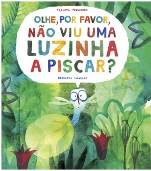 OLHE, POR FAVOR,
NÃO VIU UMA
LUZINHA
A PISCAR?